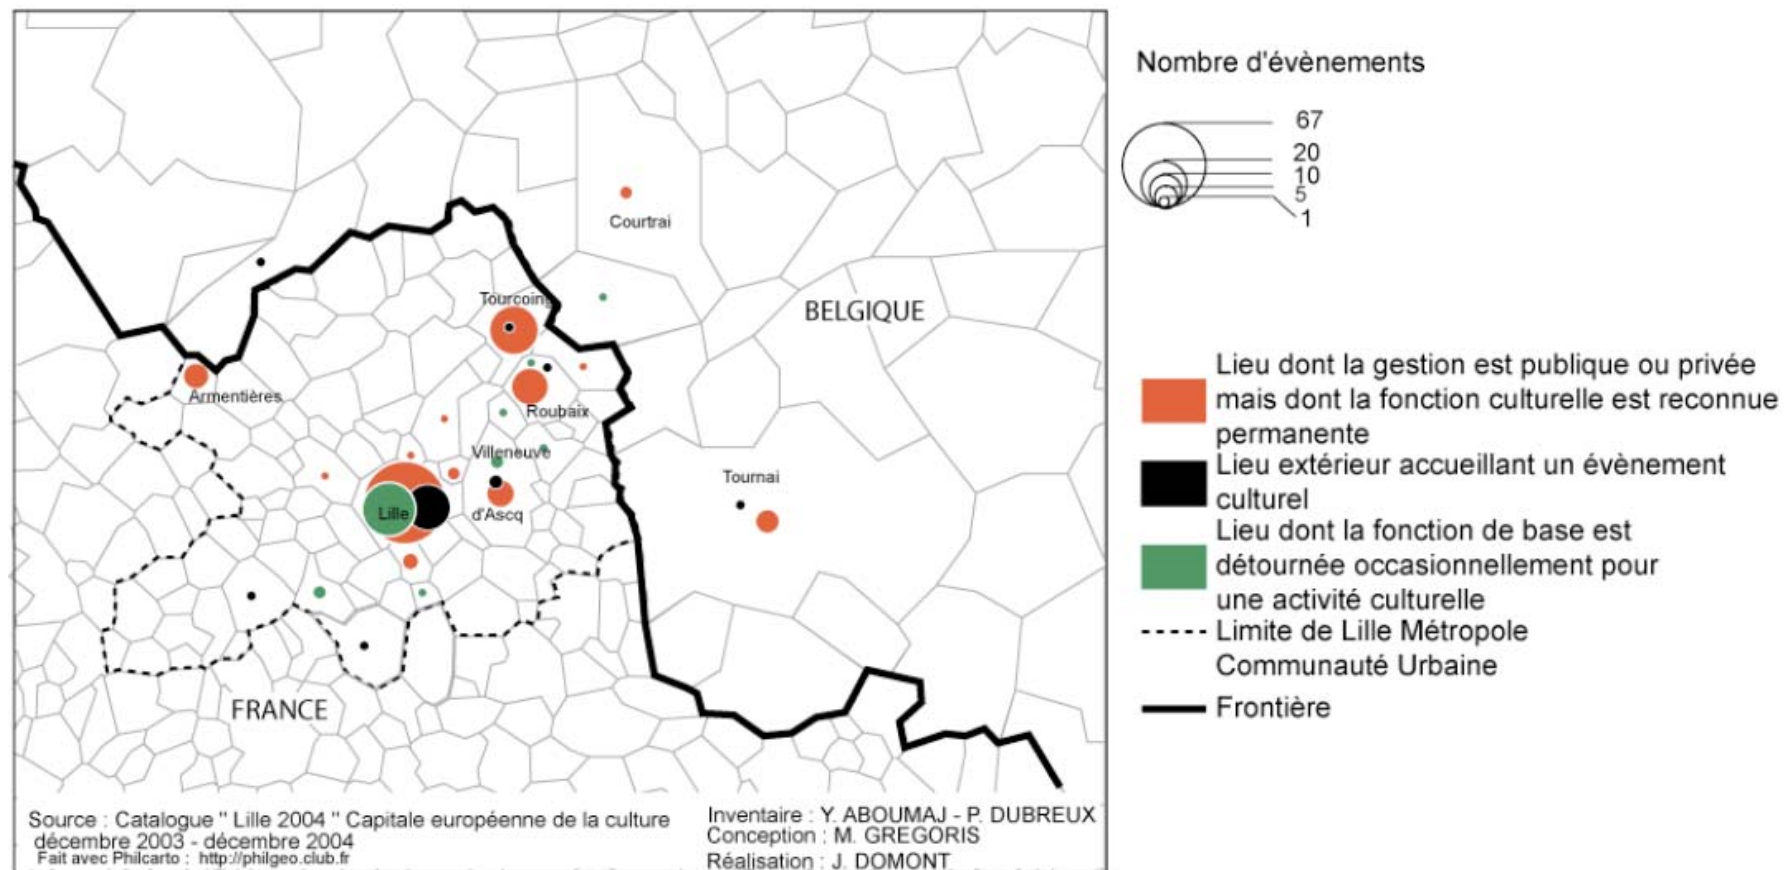 Nombre d'évènements
67
20
10
5
1
Courtrai
Tourcoing
BELGIQUE
Armentières
Roubaix
Villeneuve
Tournai
Lille
d'Ascq
FRANCE
Lieu dont la gestion est publique ou privée
mais dont la fonction culturelle est reconnue
permanente
Lieu extérieur accueillant un évènement
culturel
Lieu dont la fonction de base est
détournée occasionnellement pour
une activité culturelle
Limite de Lille Métropole
Communauté Urbaine
Frontière
Source : Catalogue " Lille 2004 " Capitale européenne de la culture
décembre 2003 - décembre 2004
Fait avec Philcarto : http://philgeo.club.fr
Inventaire : Y. ABOUMAJ - P. DUBREUX
Conception : M. GREGORIS
Réalisation : J. DOMONT